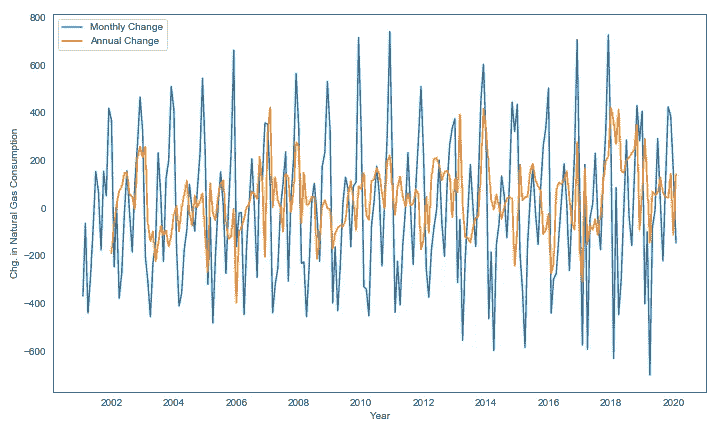 Monthly Change
Annual Change
800
600
400
200
0
−200
−400
−600
Chg. in Natural Gas Consumption
2002 2004 2006 2008 2010 2012 2014 2016 2018 2020
Year